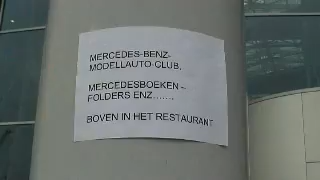 MERCEDES-BENZ-
MODELLAUTO-CLUB.
MERCEDESBOEKEN -
FOLDERS ENZ.......
BOVEN IN HET RESTAURANT